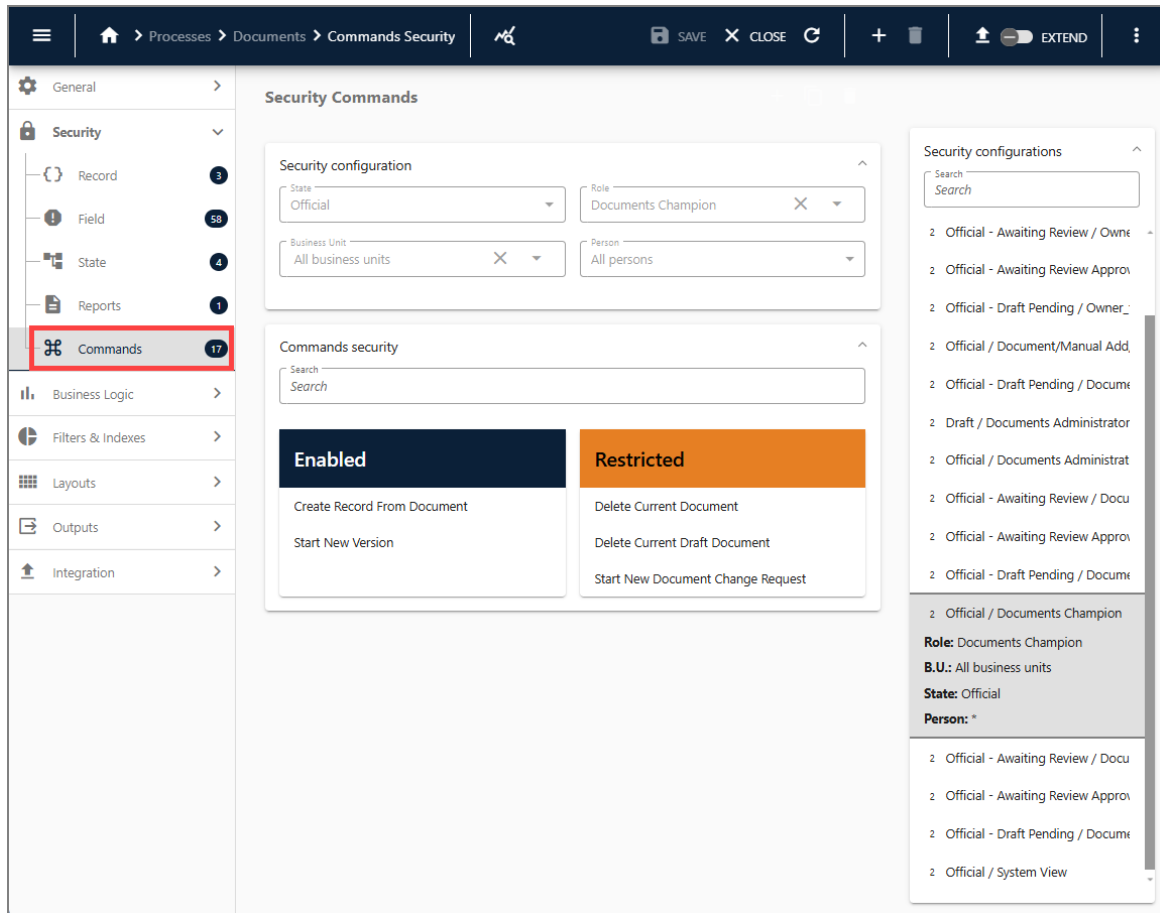 Processes > Documents > Commands Security
SAVE CLOSE
EXTEND
General
Security
Record 3
Field 58
State 4
Reports 1
Commands 17
Business Logic
Filters & Indexes
Layouts
Outputs
Integration
Security Commands
Security configuration
State
Official
Role
Documents Champion
Business Unit
All business units
Person
All persons
Commands security
Search
Search
Enabled
Create Record From Document
Start New Version
Restricted
Delete Current Document
Delete Current Draft Document
Start New Document Change Request
Security configurations
Search
Search
2 Official - Awaiting Review / Owne
2 Official - Awaiting Review Approv
2 Official - Draft Pending / Owner_
2 Official / Document/Manual Add,
2 Official - Draft Pending / Docume
2 Draft / Documents Administrator
2 Official / Documents Administrat
2 Official - Awaiting Review / Docu
2 Official - Awaiting Review Approv
2 Official - Draft Pending / Docume
2 Official / Documents Champion
Role: Documents Champion
B.U.: All business units
State: Official
Person: *
2 Official - Awaiting Review / Docu
2 Official - Awaiting Review Approv
2 Official - Draft Pending / Docume
2 Official / System View